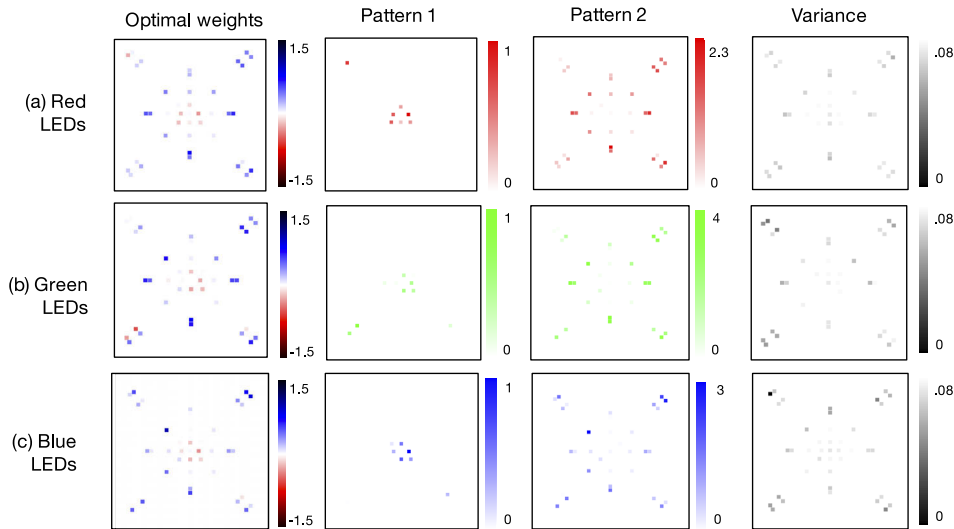 Optimal weights
Pattern 1
Pattern 2
Variance
(a) Red
LEDs
1.5
-1.5
1
0
2.3
0
.08
0
(b) Green
LEDs
1.5
-1.5
1
0
4
0
.08
0
(c) Blue
LEDs
1.5
-1.5
1
0
3
0
.08
0